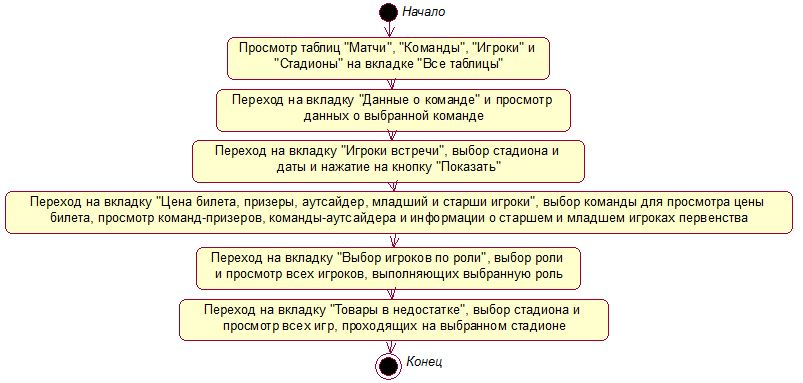 Начало
Просмотр таблиц "Матчи", "Команды", "Игроки" и
"Стадионы" на вкладке "Все таблицы"
Переход на вкладку "Данные о команде" и просмотр
данных о выбранной команде
Переход на вкладку "Игроки встречи", выбор стадиона и
даты и нажатие на кнопку "Показать"
Переход на вкладку "Цена билета, призеры, аутсайдер, младший и старши игроки", выбор команды для просмотра цены
билета, просмотр команд-призеров, команды-аутсайдера и информации о старшем и младшем игроках первенства
Переход на вкладку "Выбор игроков по роли", выбор роли
и просмотр всех игроков, выполняющих выбранную роль
Переход на вкладку "Товары в недостатке", выбор стадиона и
просмотр всех игр, проходящих на выбранном стадионе
Конец